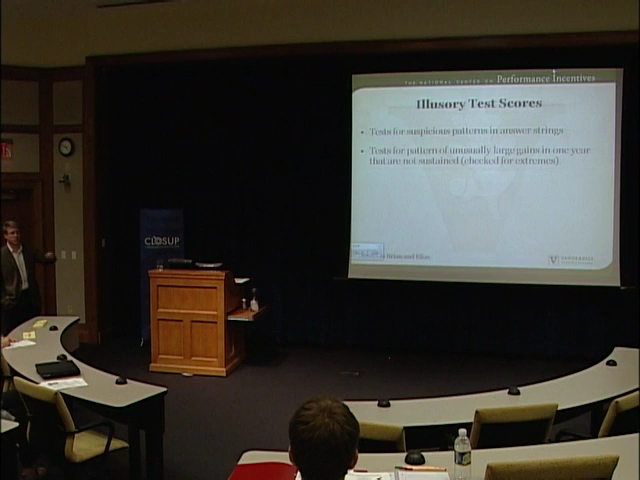 THE NATIONAL CENTER ON Performance Incentives
Illusory Test Scores
• Tests for suspicious patterns in answer strings
• Tests for pattern of unusually large gains in one year
that are not sustained (checked for extremes)
VANDERBILT
CLOSUP